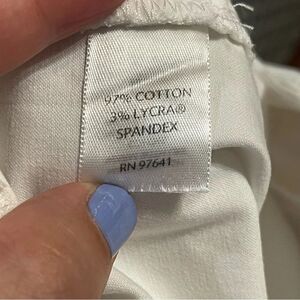 97% COTTON
3% LYCRA®
SPANDEX
RN 97641